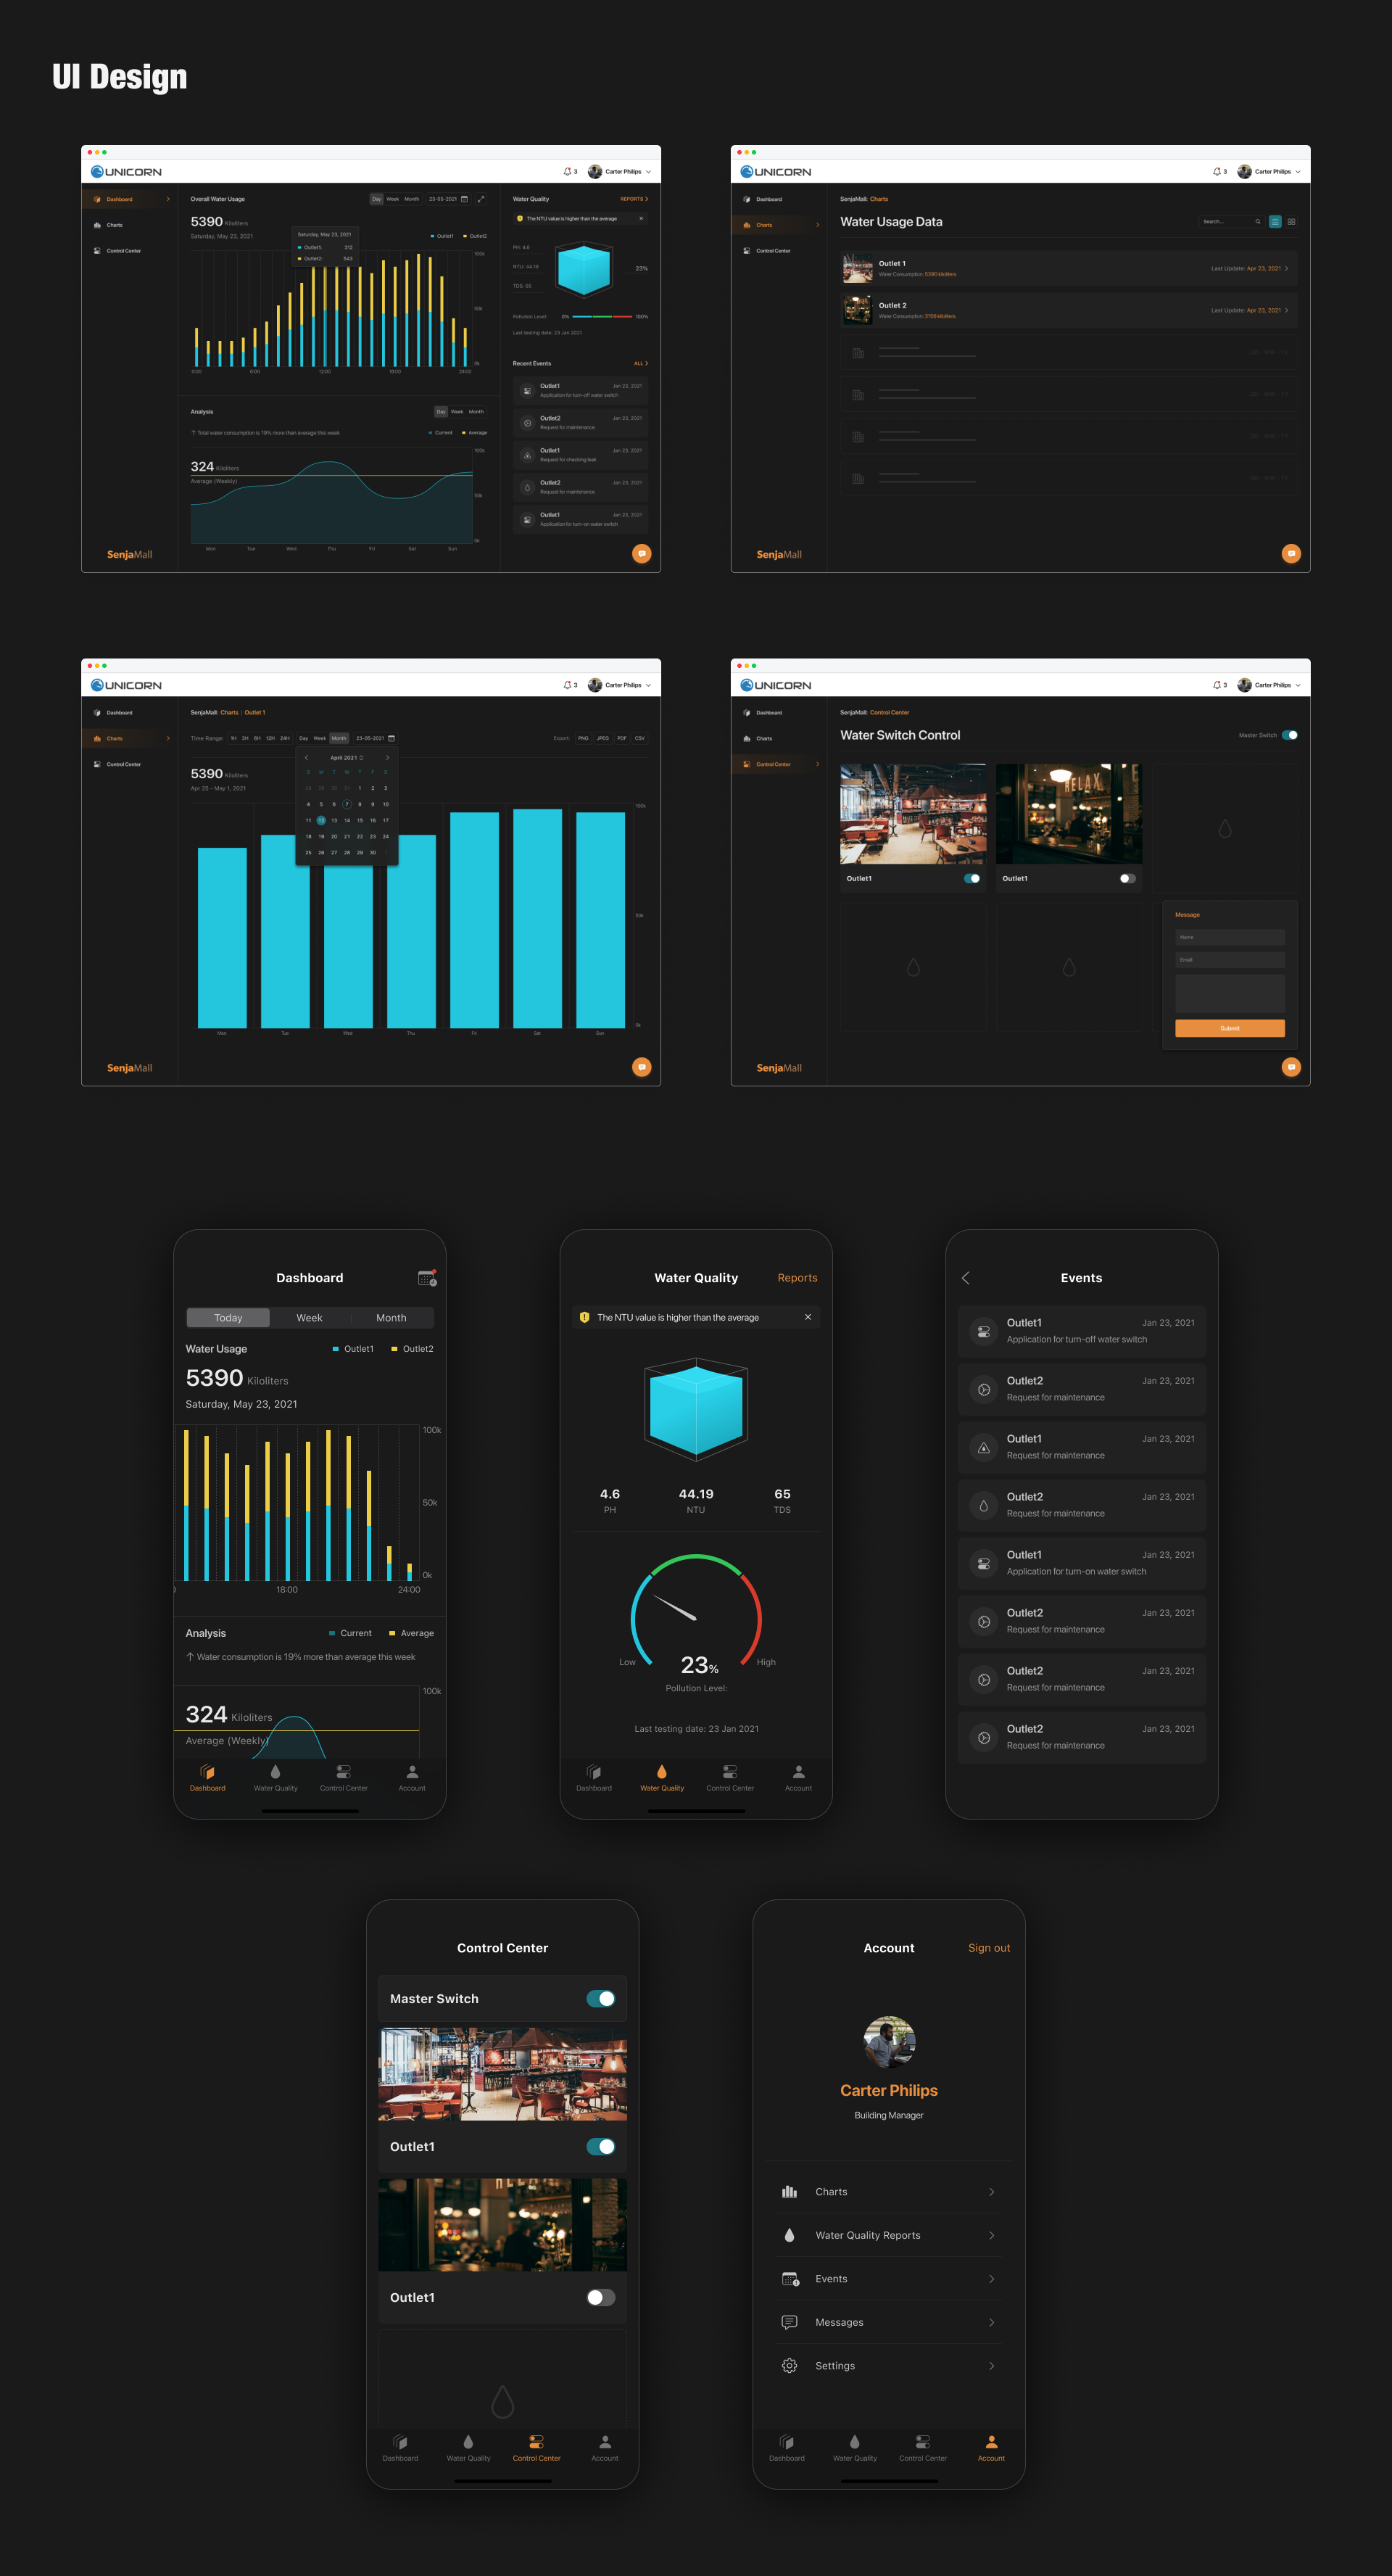 UI Design
UNICORN
3 Carter Philips
Dashboard
Charts
Control Center
SenjaMall
Overall Water Usage
Day Week Month 23-05-2021
5390 Kiloliters
Saturday, May 23, 2021
Outlet1 Outlet2
Saturday, May 23, 2021
Outlet1: 312
Outlet2: 543
100k
50k
0k
0:00 6:00 12:00 18:00 24:00
Analysis
Day Week Month
Total water consumption is 19% more than average this week
Current Average
324 Kiloliters
Average (Weekly)
100k
50k
0k
Mon Tue Wed Thu Fri Sat Sun
Water Quality REPORTS
The NTU value is higher than the average
PH: 4.6
NTU: 44.19
TDS: 65
23%
Pollution Level: 0% 100%
Last testing date: 23 Jan 2021
Recent Events ALL
Outlet1 Jan 23, 2021
Application for turn-off water switch
Outlet2 Jan 23, 2021
Request for maintenance
Outlet1 Jan 23, 2021
Request for checking leak
Outlet2 Jan 23, 2021
Request for maintenance
Outlet1 Jan 23, 2021
Application for turn-on water switch
UNICORN
3 Carter Philips
Dashboard
Charts
Control Center
SenjaMall
SenjaMall: Charts
Water Usage Data
Search...
Outlet 1
Water Consumption: 5390 kiloliters
Last Update: Apr 23, 2021
Outlet 2
Water Consumption: 3108 kiloliters
Last Update: Apr 23, 2021
UNICORN
3 Carter Philips
Dashboard
Charts
Control Center
SenjaMall
SenjaMall: Charts | Outlet 1
Time Range: 1H 3H 6H 12H 24H Day Week Month 23-05-2021
Export: PNG JPEG PDF CSV
5390 Kiloliters
Apr 25 - May 1, 2021
April 2021
S M T W T F S
28 29 30 31 1 2 3
4 5 6 7 8 9 10
11 12 13 14 15 16 17
18 19 20 21 22 23 24
25 26 27 28 29 30 1
100k
50k
0k
Mon Tue Wed Thu Fri Sat Sun
UNICORN
3 Carter Philips
Dashboard
Charts
Control Center
SenjaMall
SenjaMall: Control Center
Water Switch Control
Master Switch
RELAX
Outlet1
Outlet1
Message
Name
Email
Submit
Dashboard
Today Week Month
Water Usage
Outlet1 Outlet2
5390 Kiloliters
Saturday, May 23, 2021
100k
50k
0k
18:00 24:00
Analysis
Current Average
Water consumption is 19% more than average this week
100k
324 Kiloliters
Average (Weekly)
Dashboard Water Quality Control Center Account
Water Quality Reports
The NTU value is higher than the average
4.6 44.19 65
PH NTU TDS
Low High
23%
Pollution Level:
Last testing date: 23 Jan 2021
Dashboard Water Quality Control Center Account
Events
Outlet1 Jan 23, 2021
Application for turn-off water switch
Outlet2 Jan 23, 2021
Request for maintenance
Outlet1 Jan 23, 2021
Request for maintenance
Outlet2 Jan 23, 2021
Request for maintenance
Outlet1 Jan 23, 2021
Application for turn-on water switch
Outlet2 Jan 23, 2021
Request for maintenance
Outlet2 Jan 23, 2021
Request for maintenance
Outlet2 Jan 23, 2021
Request for maintenance
Control Center
Master Switch
Outlet1
Outlet1
Dashboard Water Quality Control Center Account
Account Sign out
Carter Philips
Building Manager
Charts
Water Quality Reports
Events
Messages
Settings
Dashboard Water Quality Control Center Account